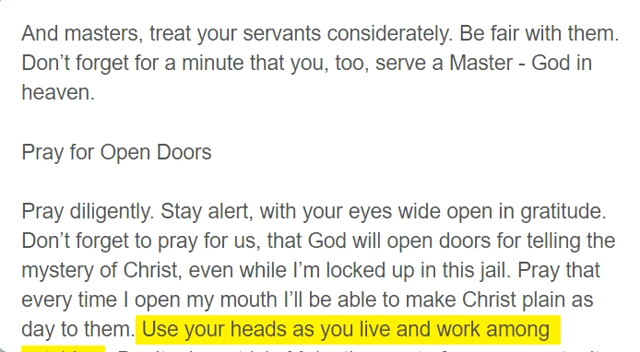 And masters, treat your servants considerately. Be fair with them.
Don’t forget for a minute that you, too, serve a Master - God in
heaven.
Pray for Open Doors
Pray diligently. Stay alert, with your eyes wide open in gratitude.
Don’t forget to pray for us, that God will open doors for telling the
mystery of Christ, even while I’m locked up in this jail. Pray that
every time I open my mouth I’ll be able to make Christ plain as
day to them. Use your heads as you live and work among